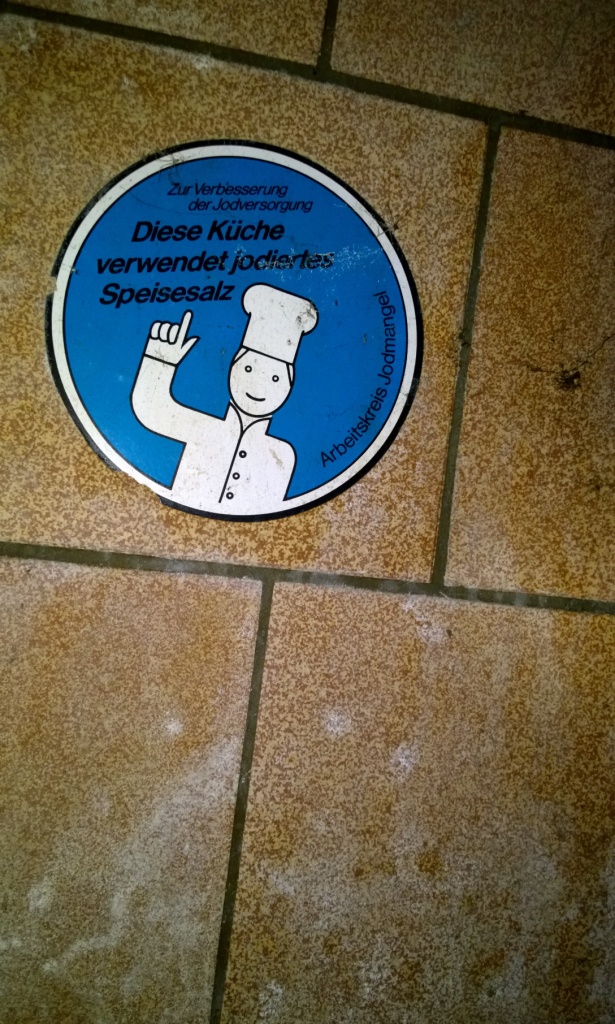 Zur Verbesserung
der Jodversorgung
Diese Küche
verwendet jodiertes
Speisesalz
Arbeitskreis Jodmangel